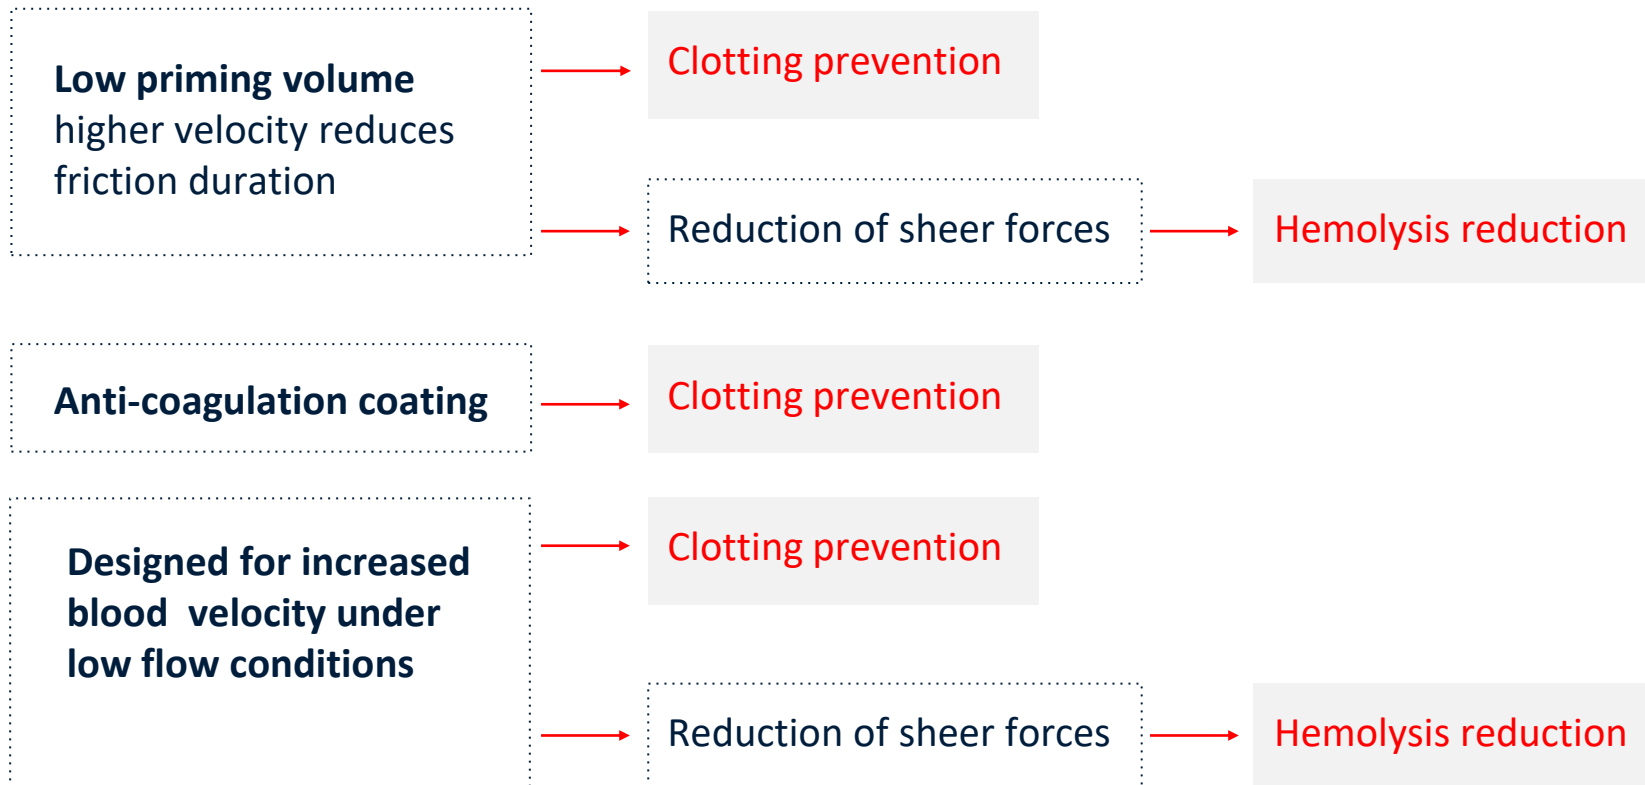 Low priming volume
higher velocity reduces
friction duration
Clotting prevention
Reduction of sheer forces
Hemolysis reduction
Anti-coagulation coating
Clotting prevention
Designed for increased
blood  velocity under
low flow conditions
Clotting prevention
Reduction of sheer forces
Hemolysis reduction